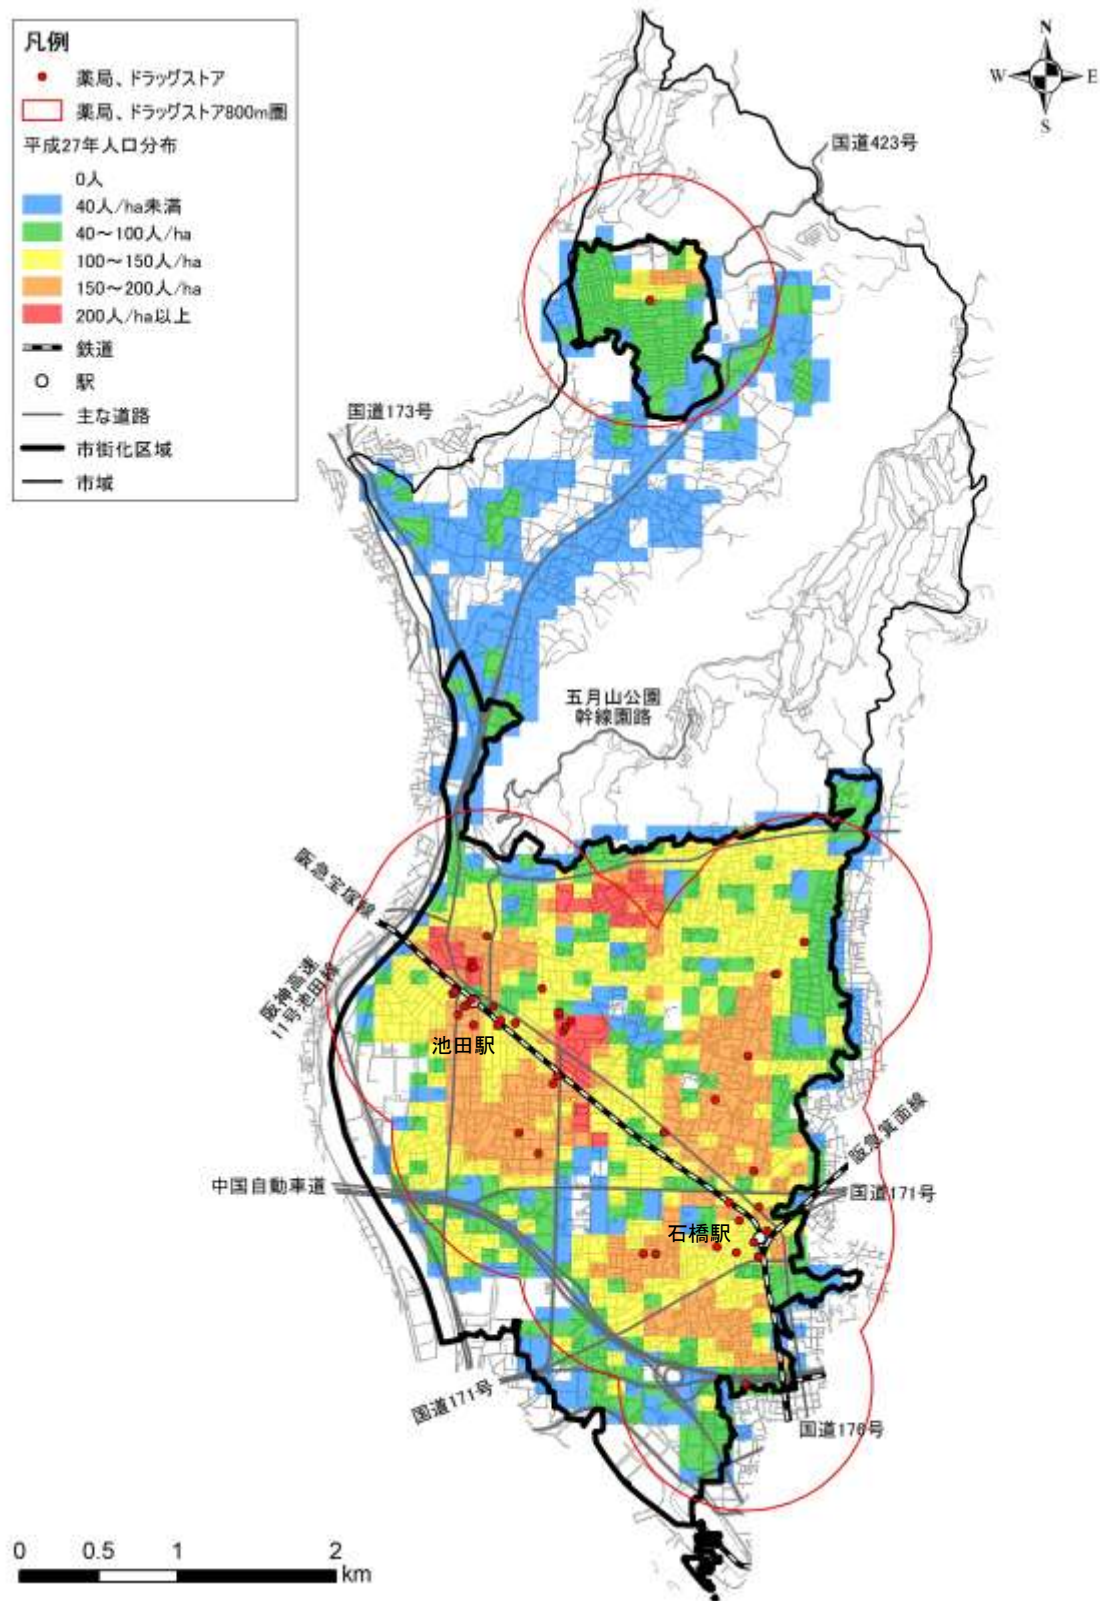 凡例
薬局、ドラッグストア
薬局、ドラッグストア800m圏
平成27年人口分布
0人
40人/ha未満
40～100人/ha
100～150人/ha
150～200人/ha
200人/ha以上
鉄道
駅
主な道路
市街化区域
市域
N
W
E
S
国道423号
国道173号
五月山公園
幹線園路
阪急宝塚線
阪神高速
11号池田線
池田駅
阪急箕面線
中国自動車道
国道171号
石橋駅
国道171号
国道176号
0 0.5 1 2
km